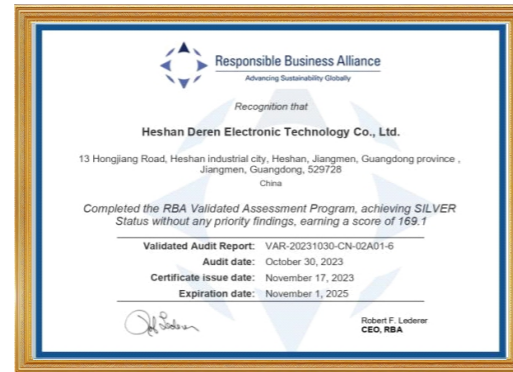 Responsible Business Alliance
Advancing Sustainability Globally
Recognition that
Heshan Deren Electronic Technology Co., Ltd.
13 Hongjiang Road, Heshan industrial city, Heshan, Jiangmen, Guangdong province ,
Jiangmen, Guangdong, 529728
China
Completed the RBA Validated Assessment Program, achieving SILVER
Status without any priority findings, earning a score of 169.1
Validated Audit Report: VAR-20231030-CN-02A01-6
Audit date: October 30, 2023
Certificate issue date: November 17, 2023
Expiration date: November 1, 2025
Robert F. Lederer
CEO, RBA